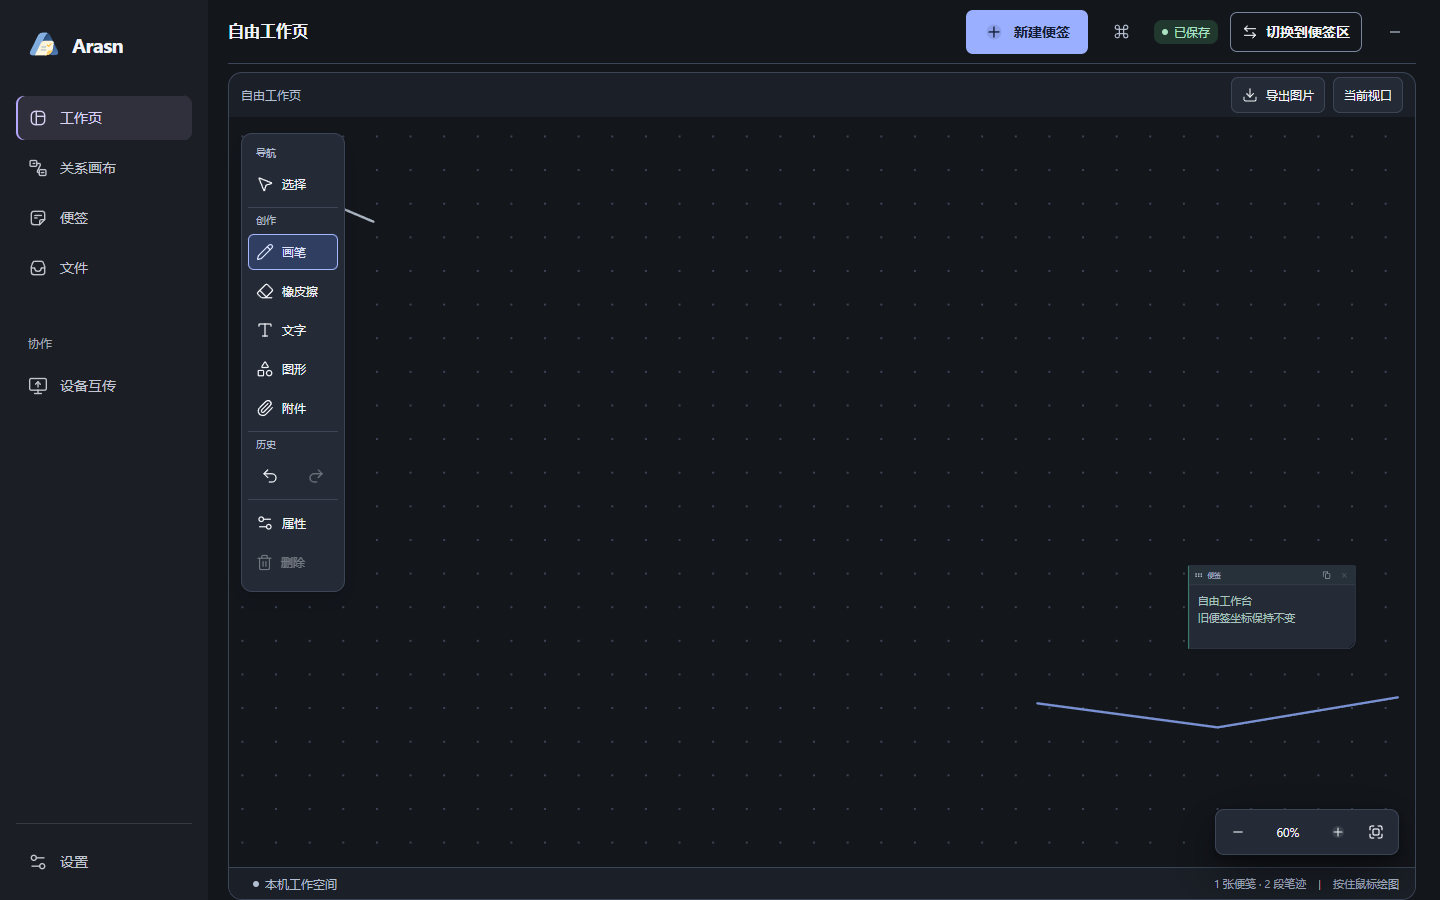 Arasn
工作页
关系画布
便签
文件
协作
设备互传
设置
自由工作页
新建便签
已保存
切换到便签区
自由工作页
导出图片
当前视口
导航
选择
创作
画笔
橡皮擦
文字
图形
附件
历史
属性
删除
便签
自由工作台
旧便签坐标保持不变
60%
本机工作空间
1 张便笺 · 2 段笔迹 | 按住鼠标绘图